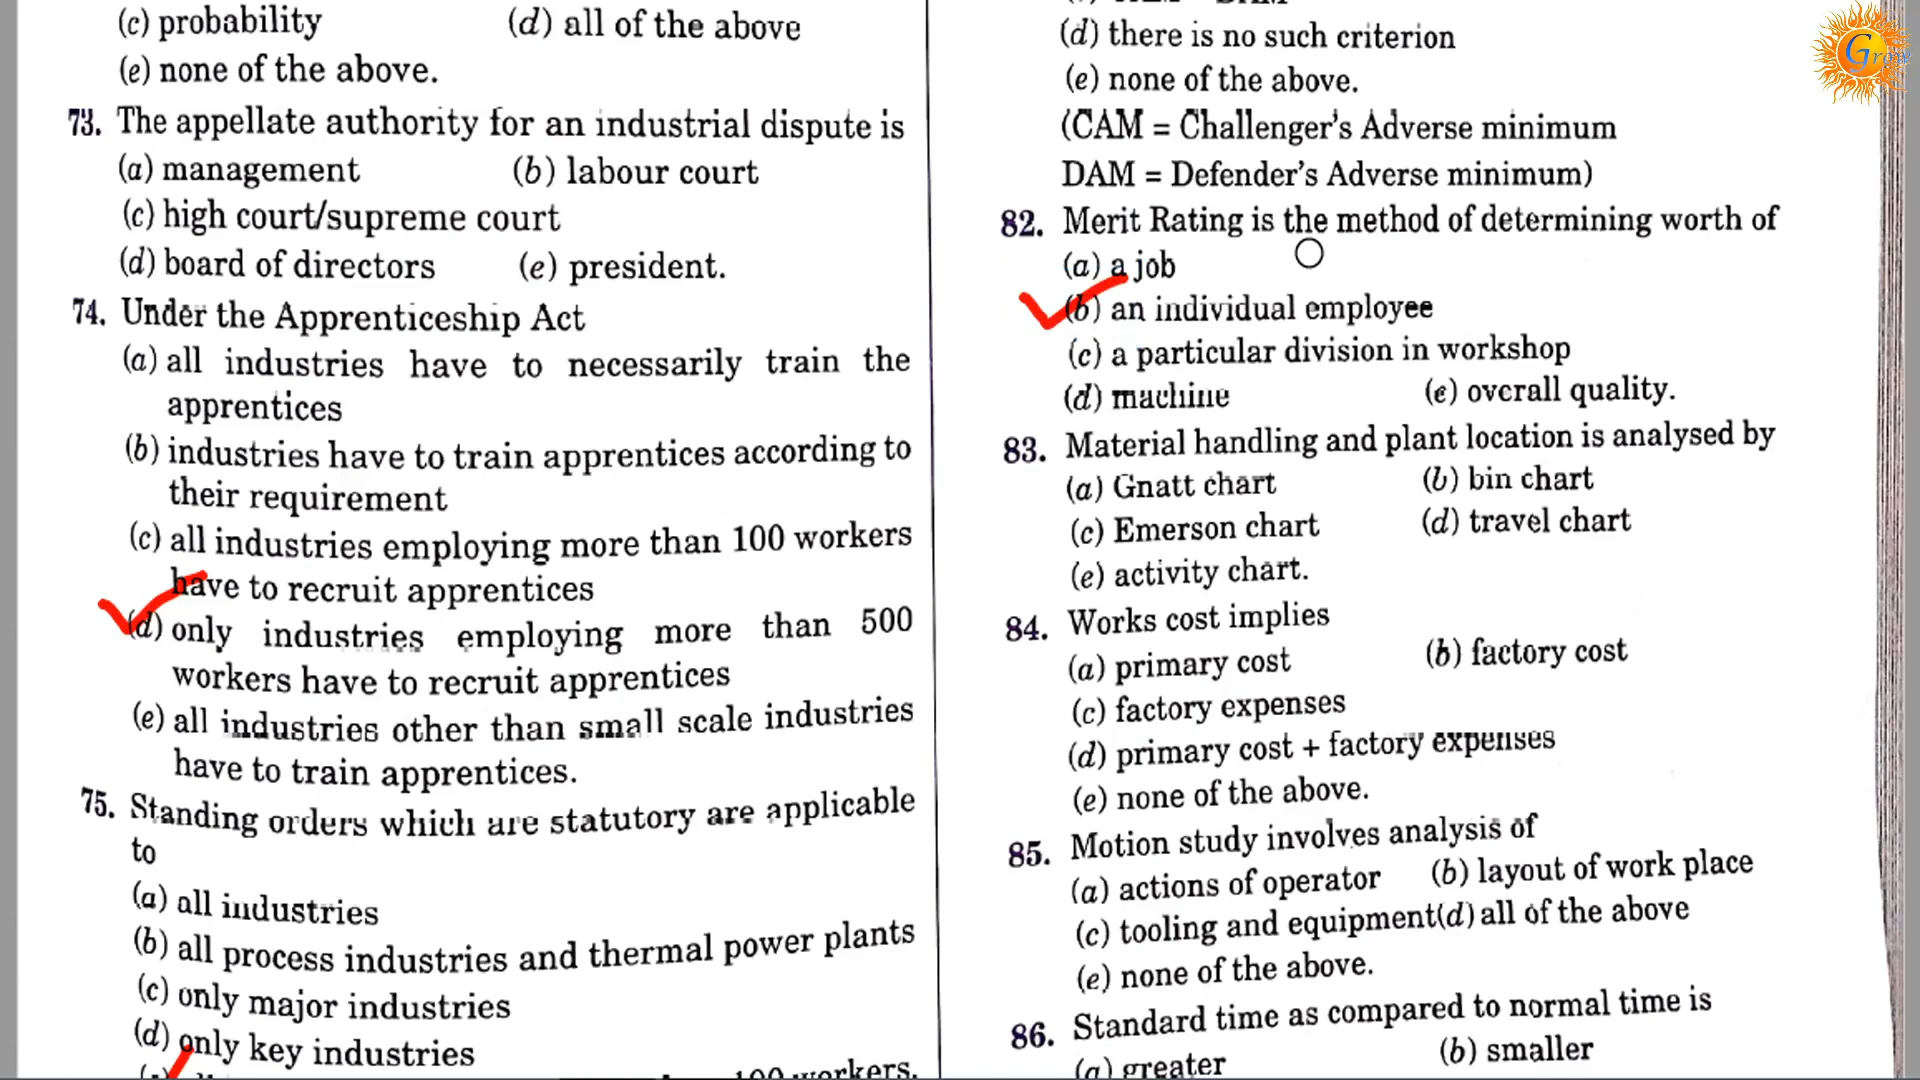 (c) probability (d) all of the above
(e) none of the above.
73. The appellate authority for an industrial dispute is
(a) management (b) labour court
(c) high court/supreme court
(d) board of directors (e) president.
74. Under the Apprenticeship Act
(a) all industries have to necessarily train the
apprentices
(b) industries have to train apprentices according to
their requirement
(c) all industries employing more than 100 workers
have to recruit apprentices
(d) only industries employing more than 500
workers have to recruit apprentices
(e) all industries other than small scale industries
have to train apprentices.
75. Standing orders which are statutory are applicable
to
(a) all industries
(b) all process industries and thermal power plants
(c) only major industries
(d) only key industries
100 workers.
(d) there is no such criterion
(e) none of the above.
(CAM = Challenger's Adverse minimum
DAM = Defender's Adverse minimum)
82. Merit Rating is the method of determining worth of
(a) a job
(b) an individual employee
(c) a particular division in workshop
(d) machine (e) overall quality.
83. Material handling and plant location is analysed by
(a) Gnatt chart (b) bin chart
(c) Emerson chart (d) travel chart
(e) activity chart.
84. Works cost implies
(a) primary cost (b) factory cost
(c) factory expenses
(d) primary cost + factory expenses
(e) none of the above.
85. Motion study involves analysis of
(a) actions of operator (b) layout of work place
(c) tooling and equipment (d) all of the above
(e) none of the above.
86. Standard time as compared to normal time is
(a) greater (b) smaller
Grow